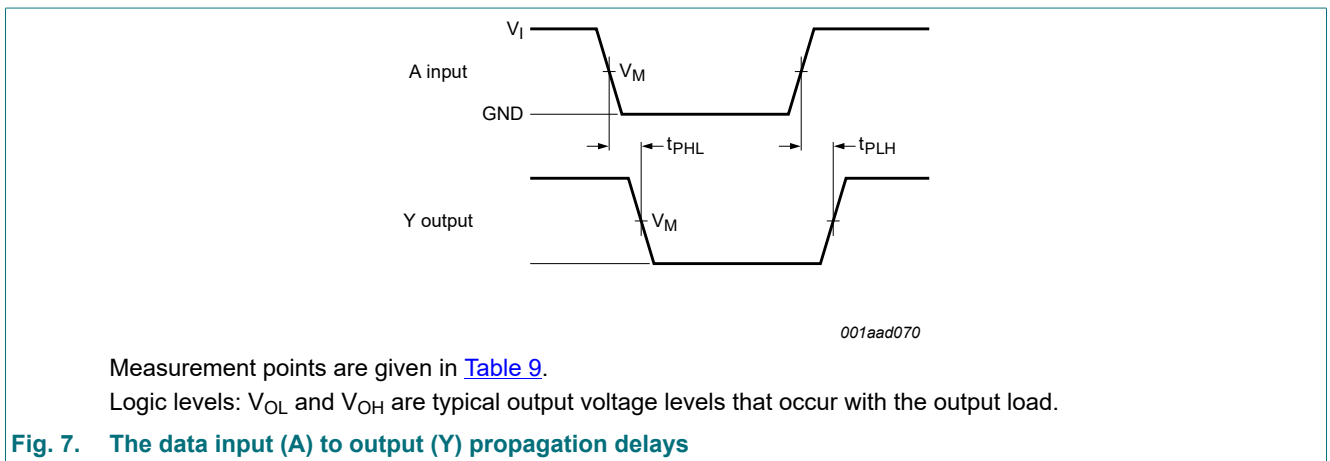 V_I
A input
V_M
GND
t_PHL
t_PLH
Y output
V_M
001aad070
Measurement points are given in Table 9.
Logic levels: V_OL and V_OH are typical output voltage levels that occur with the output load.
Fig. 7. The data input (A) to output (Y) propagation delays